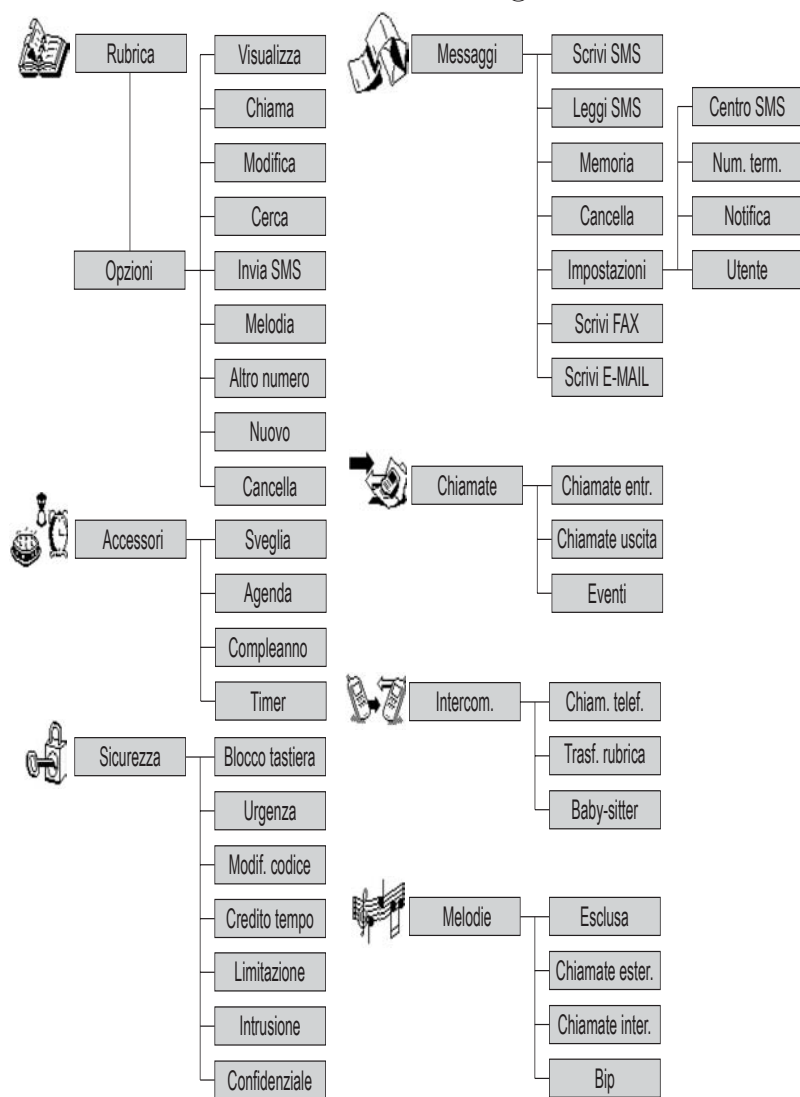 Rubrica
Visualizza
Chiama
Modifica
Cerca
Opzioni
Invia SMS
Melodia
Altro numero
Nuovo
Cancella
Accessori
Sveglia
Agenda
Compleanno
Timer
Sicurezza
Blocco tastiera
Urgenza
Modif. codice
Credito tempo
Limitazione
Intrusione
Confidenziale
Messaggi
Scrivi SMS
Leggi SMS
Memoria
Cancella
Impostazioni
Centro SMS
Num. term.
Notifica
Utente
Scrivi FAX
Scrivi E-MAIL
Chiamate
Chiamate entr.
Chiamate uscita
Eventi
Intercom.
Chiam. telef.
Trasf. rubrica
Baby-sitter
Melodie
Esclusa
Chiamate ester.
Chiamate inter.
Bip